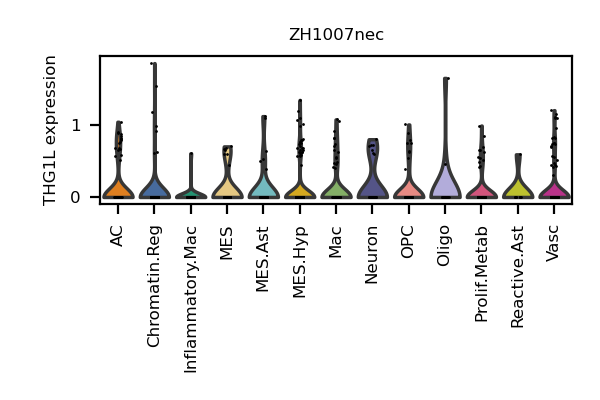 ZH1007nec
THG1L expression
1
0
AC
Chromatin.Reg
Inflammatory.Mac
MES
MES.Ast
MES.Hyp
Mac
Neuron
OPC
Oligo
Prolif.Metab
Reactive.Ast
Vasc